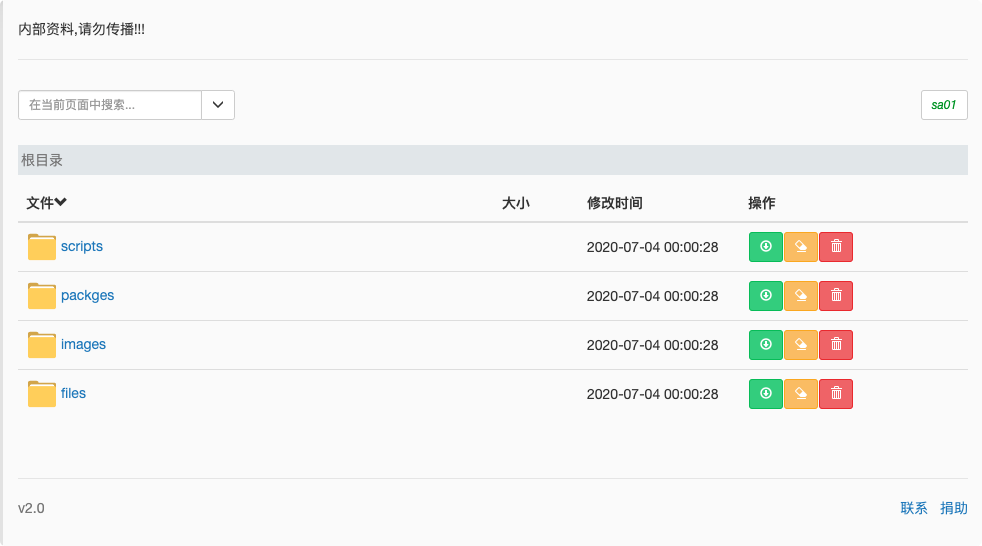 内部资料,请勿传播!!!
在当前页面中搜索...
sa01
根目录
文件 大小 修改时间 操作
scripts 2020-07-04 00:00:28
packges 2020-07-04 00:00:28
images 2020-07-04 00:00:28
files 2020-07-04 00:00:28
v2.0 联系 捐助